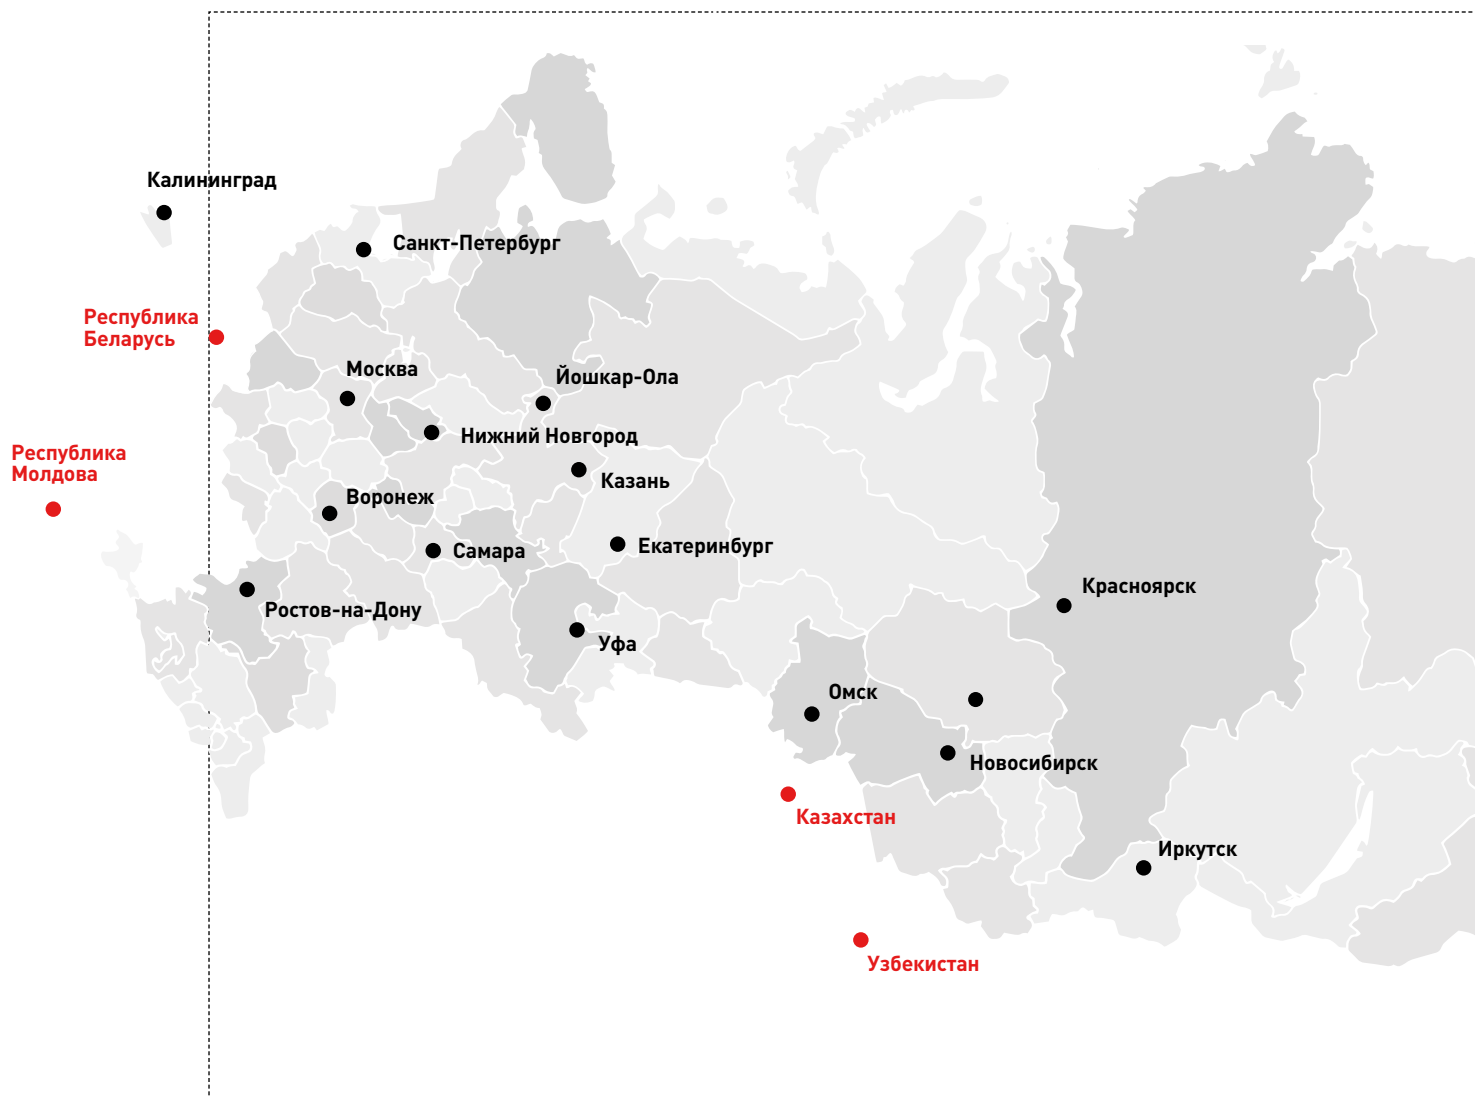 Калининград
Санкт-Петербург
Республика
Беларусь
Москва
Йошкар-Ола
Нижний Новгород
Республика
Молдова
Казань
Воронеж
Екатеринбург
Самара
Красноярск
Ростов-на-Дону
Уфа
Омск
Новосибирск
Казахстан
Иркутск
Узбекистан